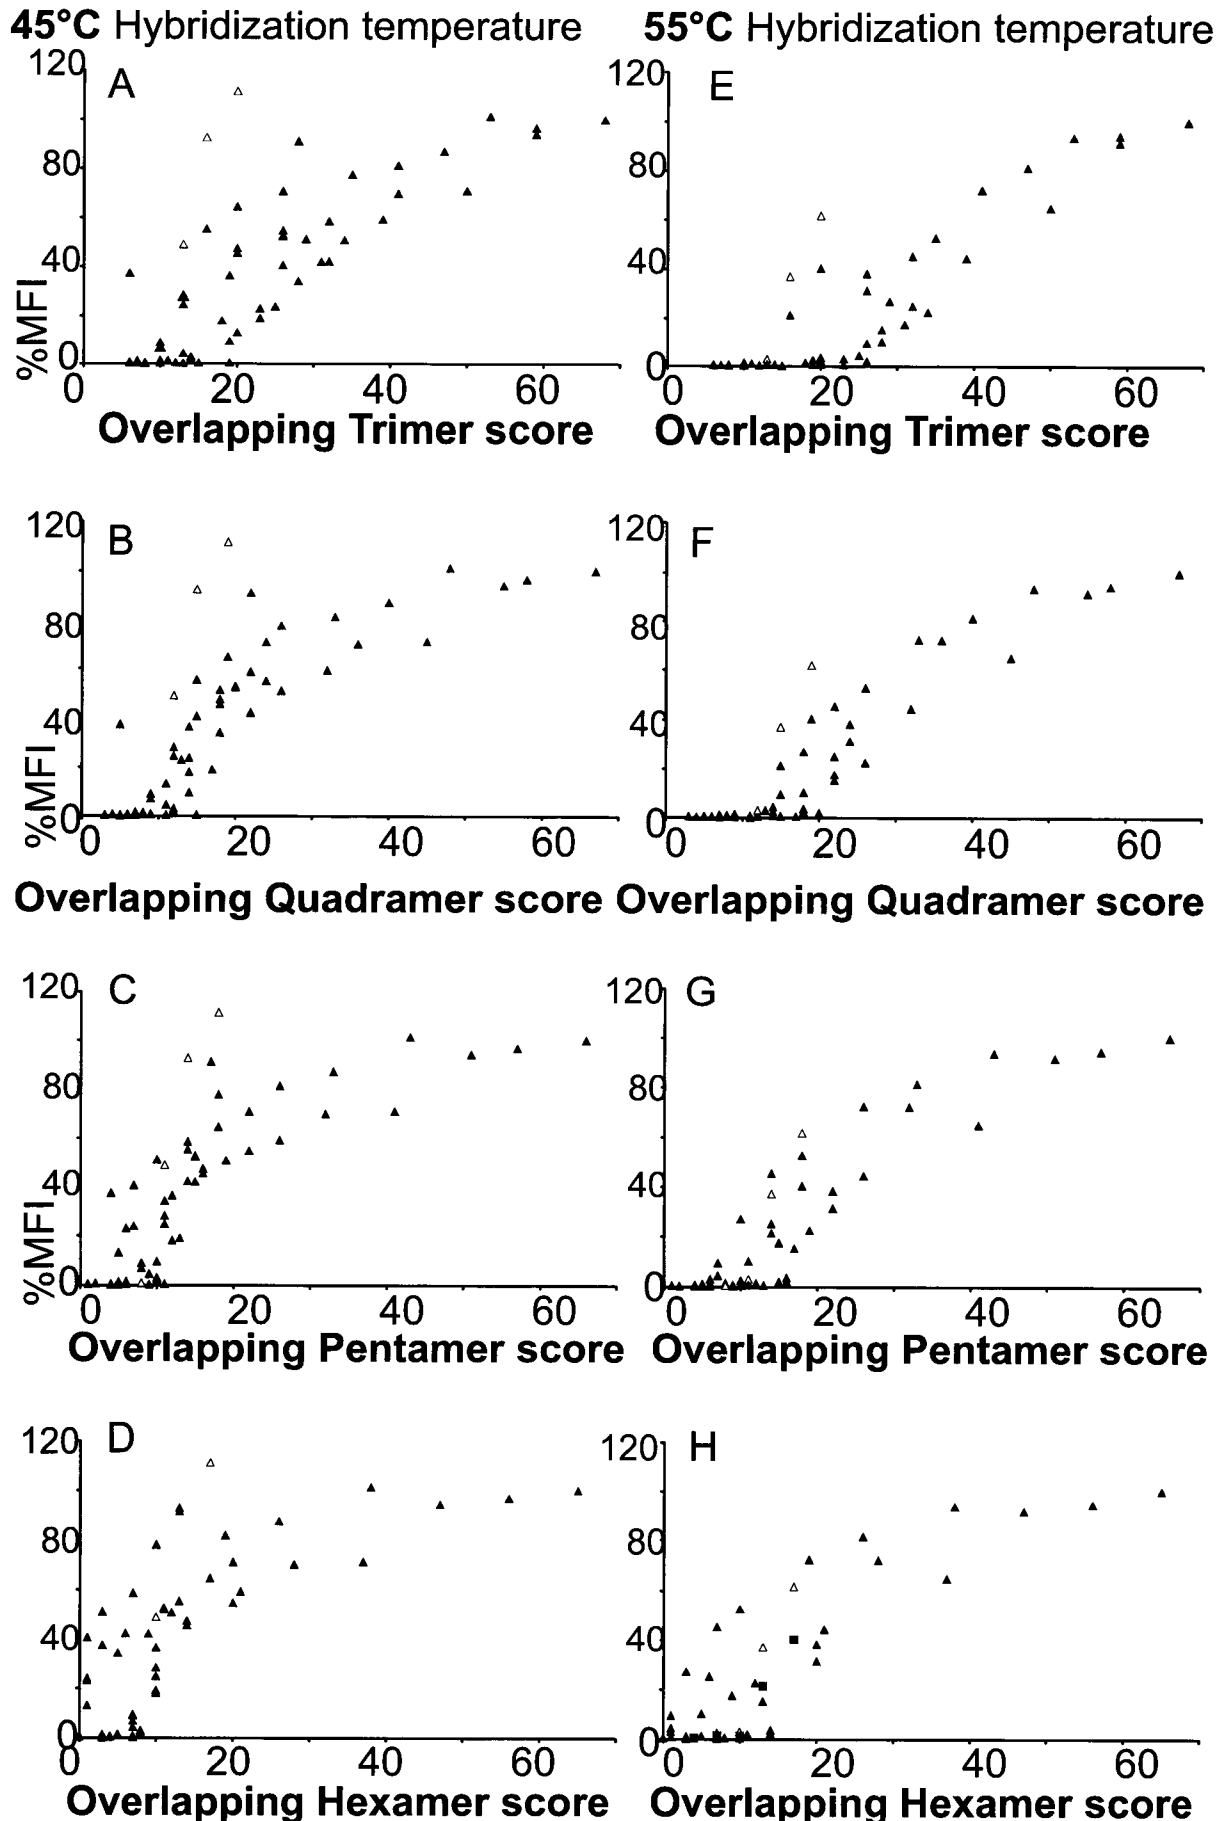 45°C Hybridization temperature 55°C Hybridization temperature
A E
120 120
80 80
40 40
0 0
%MFI
0 20 40 60 0 20 40 60
Overlapping Trimer score Overlapping Trimer score
B F
120 120
80 80
40 40
0 0
%MFI
0 20 40 60 0 20 40 60
Overlapping Quadramer score Overlapping Quadramer score
C G
120 120
80 80
40 40
0 0
%MFI
0 20 40 60 0 20 40 60
Overlapping Pentamer score Overlapping Pentamer score
D H
120 120
80 80
40 40
0 0
0 20 40 60 0 20 40 60
Overlapping Hexamer score Overlapping Hexamer score